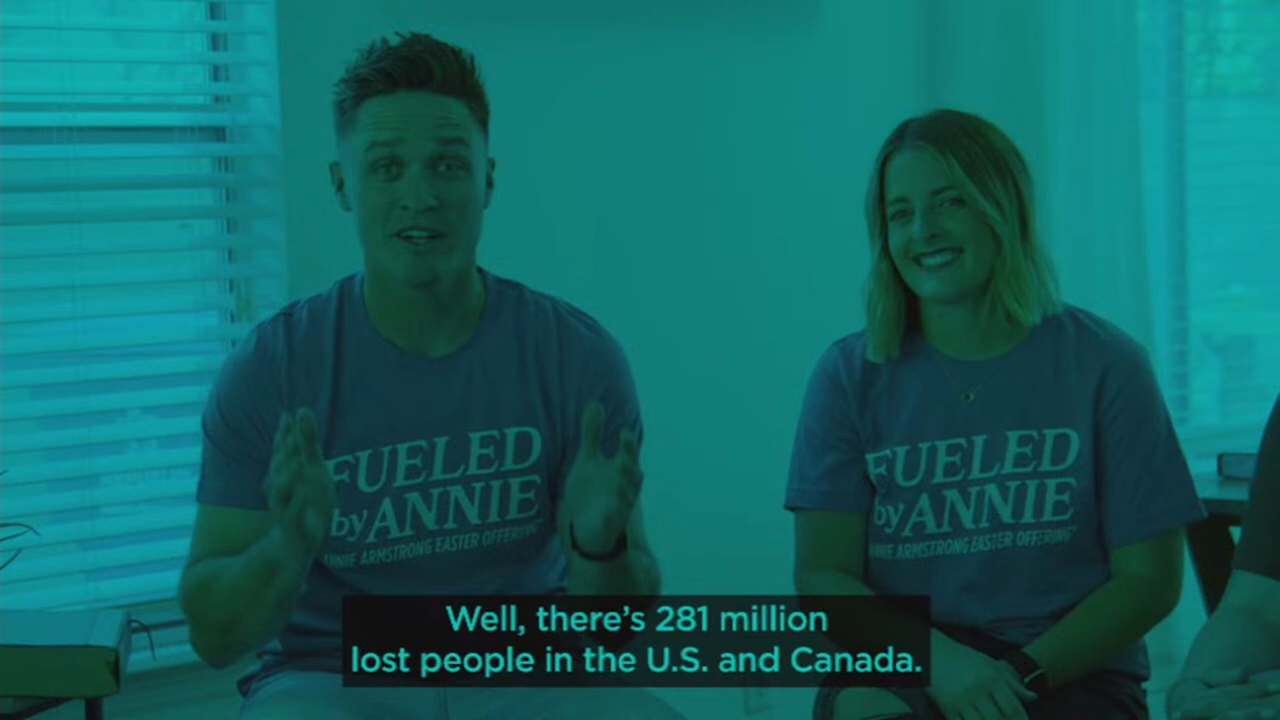 FUELED
by ANNIE
ANNIE ARMSTRONG EASTER OFFERING
FUELED
by ANNIE
ANNIE ARMSTRONG EASTER OFFERING
Well, there's 281 million
lost people in the U.S. and Canada.